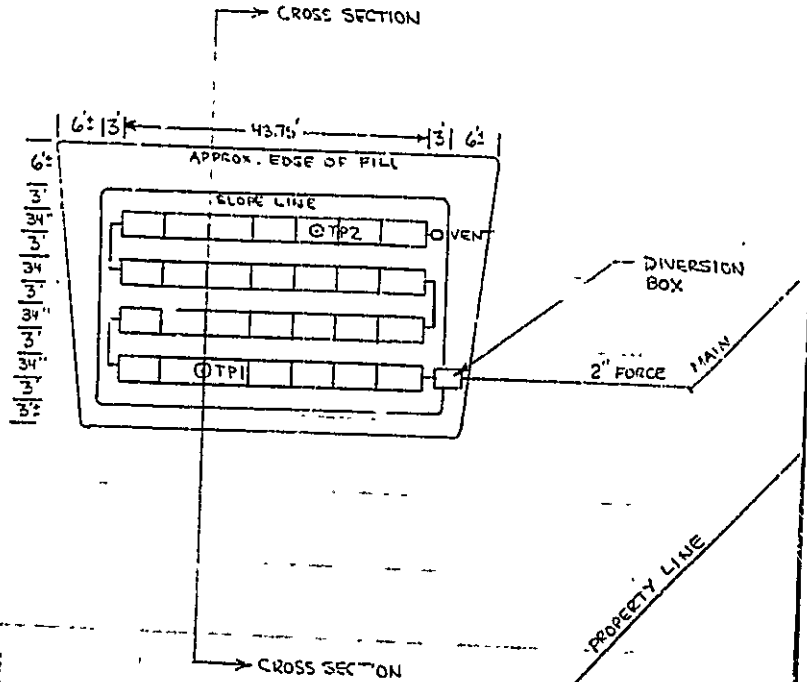 CROSS SECTION
6'± 3' 43.75' 3' 6'±
6'±
APPROX. EDGE OF FILL
3'
SLOPE LINE
34"
TP2 VENT
3'
34
3'
34"
3'
34"
TP1
3'
3'±
DIVERSION
BOX
2" FORCE MAIN
PROPERTY LINE
CROSS SECTION